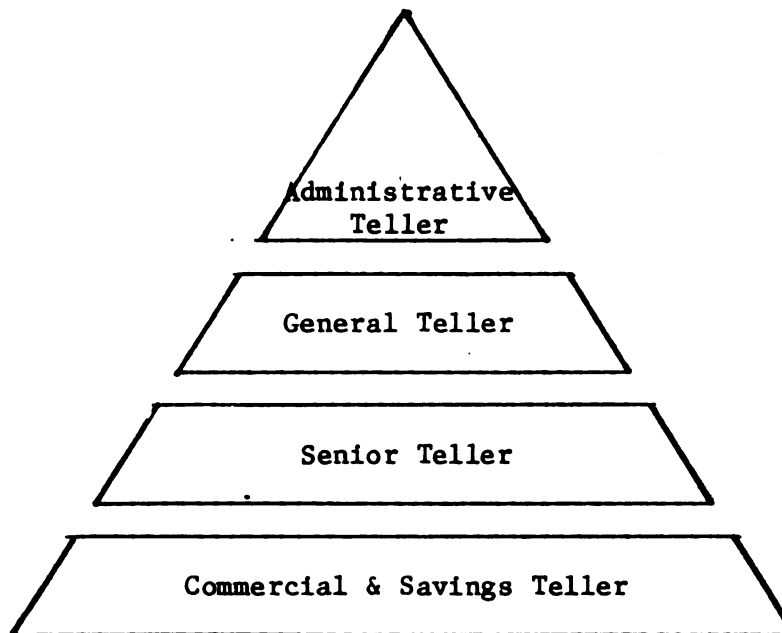 Administrative
Teller
General Teller
Senior Teller
Commercial & Savings Teller